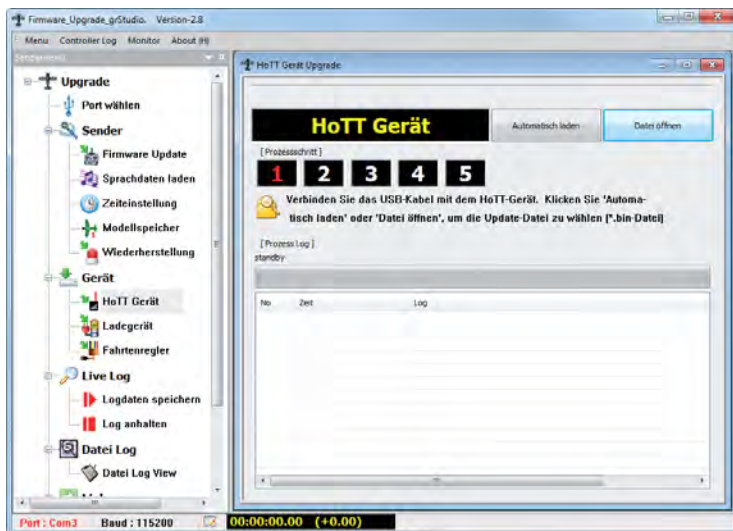 Firmware_Upgrade_grStudio. Version-2.8
Menu Controller Log Monitor About (H)
Upgrade
Port wählen
Sender
Firmware Update
Sprachdaten laden
Zeiteinstellung
Modellspeicher
Wiederherstellung
Gerät
HoTT Gerät
Ladegerät
Fahrtenregler
Live Log
Logdaten speichern
Log anhalten
Datei Log
Datei Log View
HoTT Gerät Upgrade
HoTT Gerät
Automatisch laden
Datei öffnen
[ Prozessschritt ]
1 2 3 4 5
Verbinden Sie das USB-Kabel mit dem HoTT-Gerät. Klicken Sie 'Automa-
tisch laden' oder 'Datei öffnen', um die Update-Datei zu wählen (*.bin-Datei)
[ Prozess Log ]
standby
No Zeit Log
Port : Com3 Baud : 115200 00:00:00.00 (+0.00)